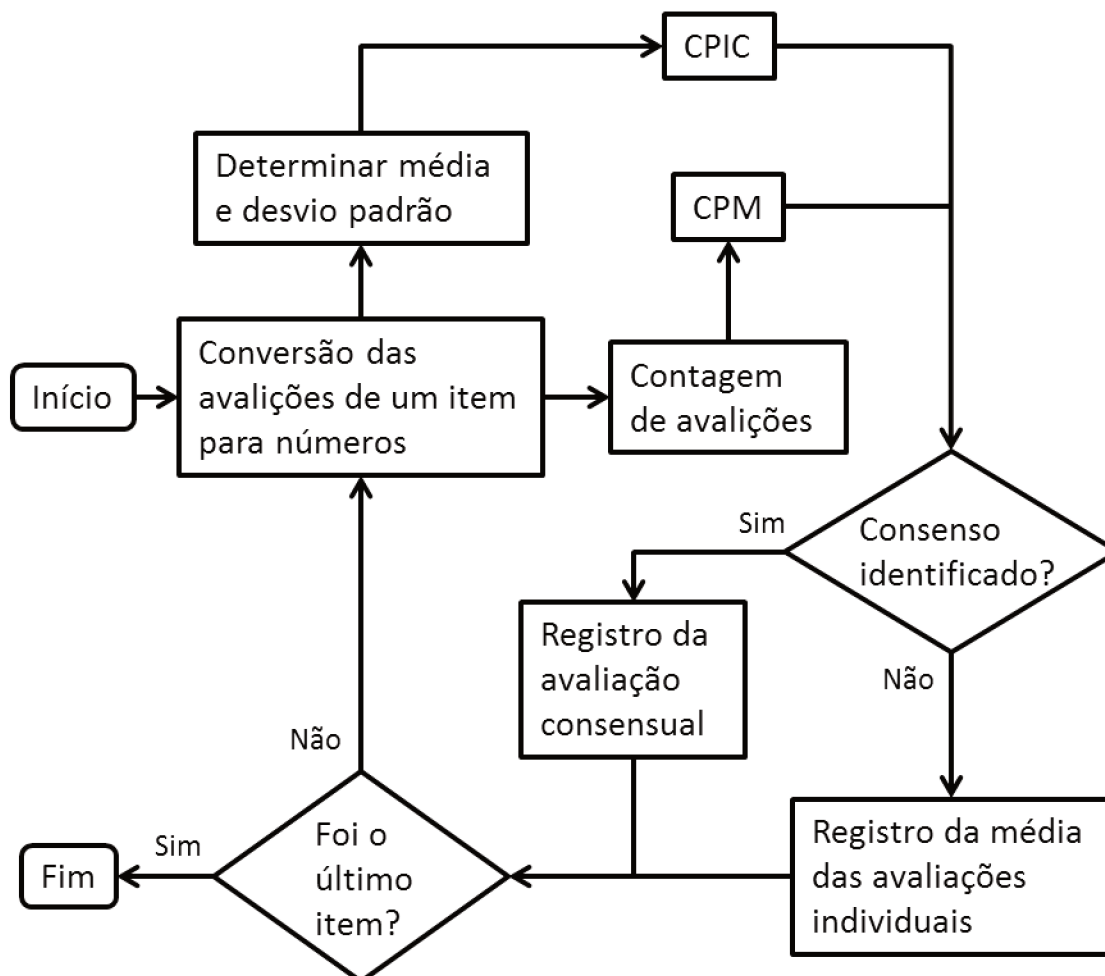 CPIC
Determinar média
e desvio padrão
CPM
Início
Conversão das
avalições de um item
para números
Contagem
de avalições
Sim
Consenso
identificado?
Registro da
avaliação
consensual
Não
Não
Sim
Fim
Foi o
último
item?
Registro da média
das avaliações
individuais